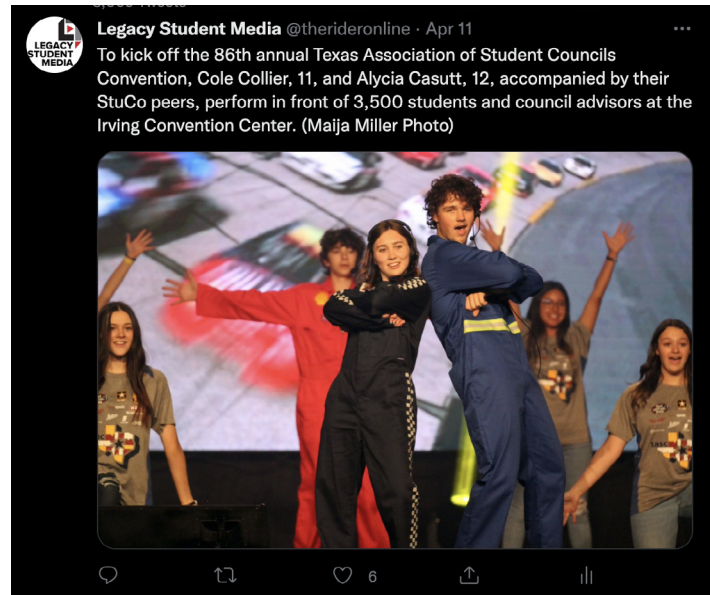 Legacy Student Media @therideronline · Apr 11
LEGACY
STUDENT
MEDIA
To kick off the 86th annual Texas Association of Student Councils
Convention, Cole Collier, 11, and Alycia Casutt, 12, accompanied by their
StuCo peers, perform in front of 3,500 students and council advisors at the
Irving Convention Center. (Maija Miller Photo)
6